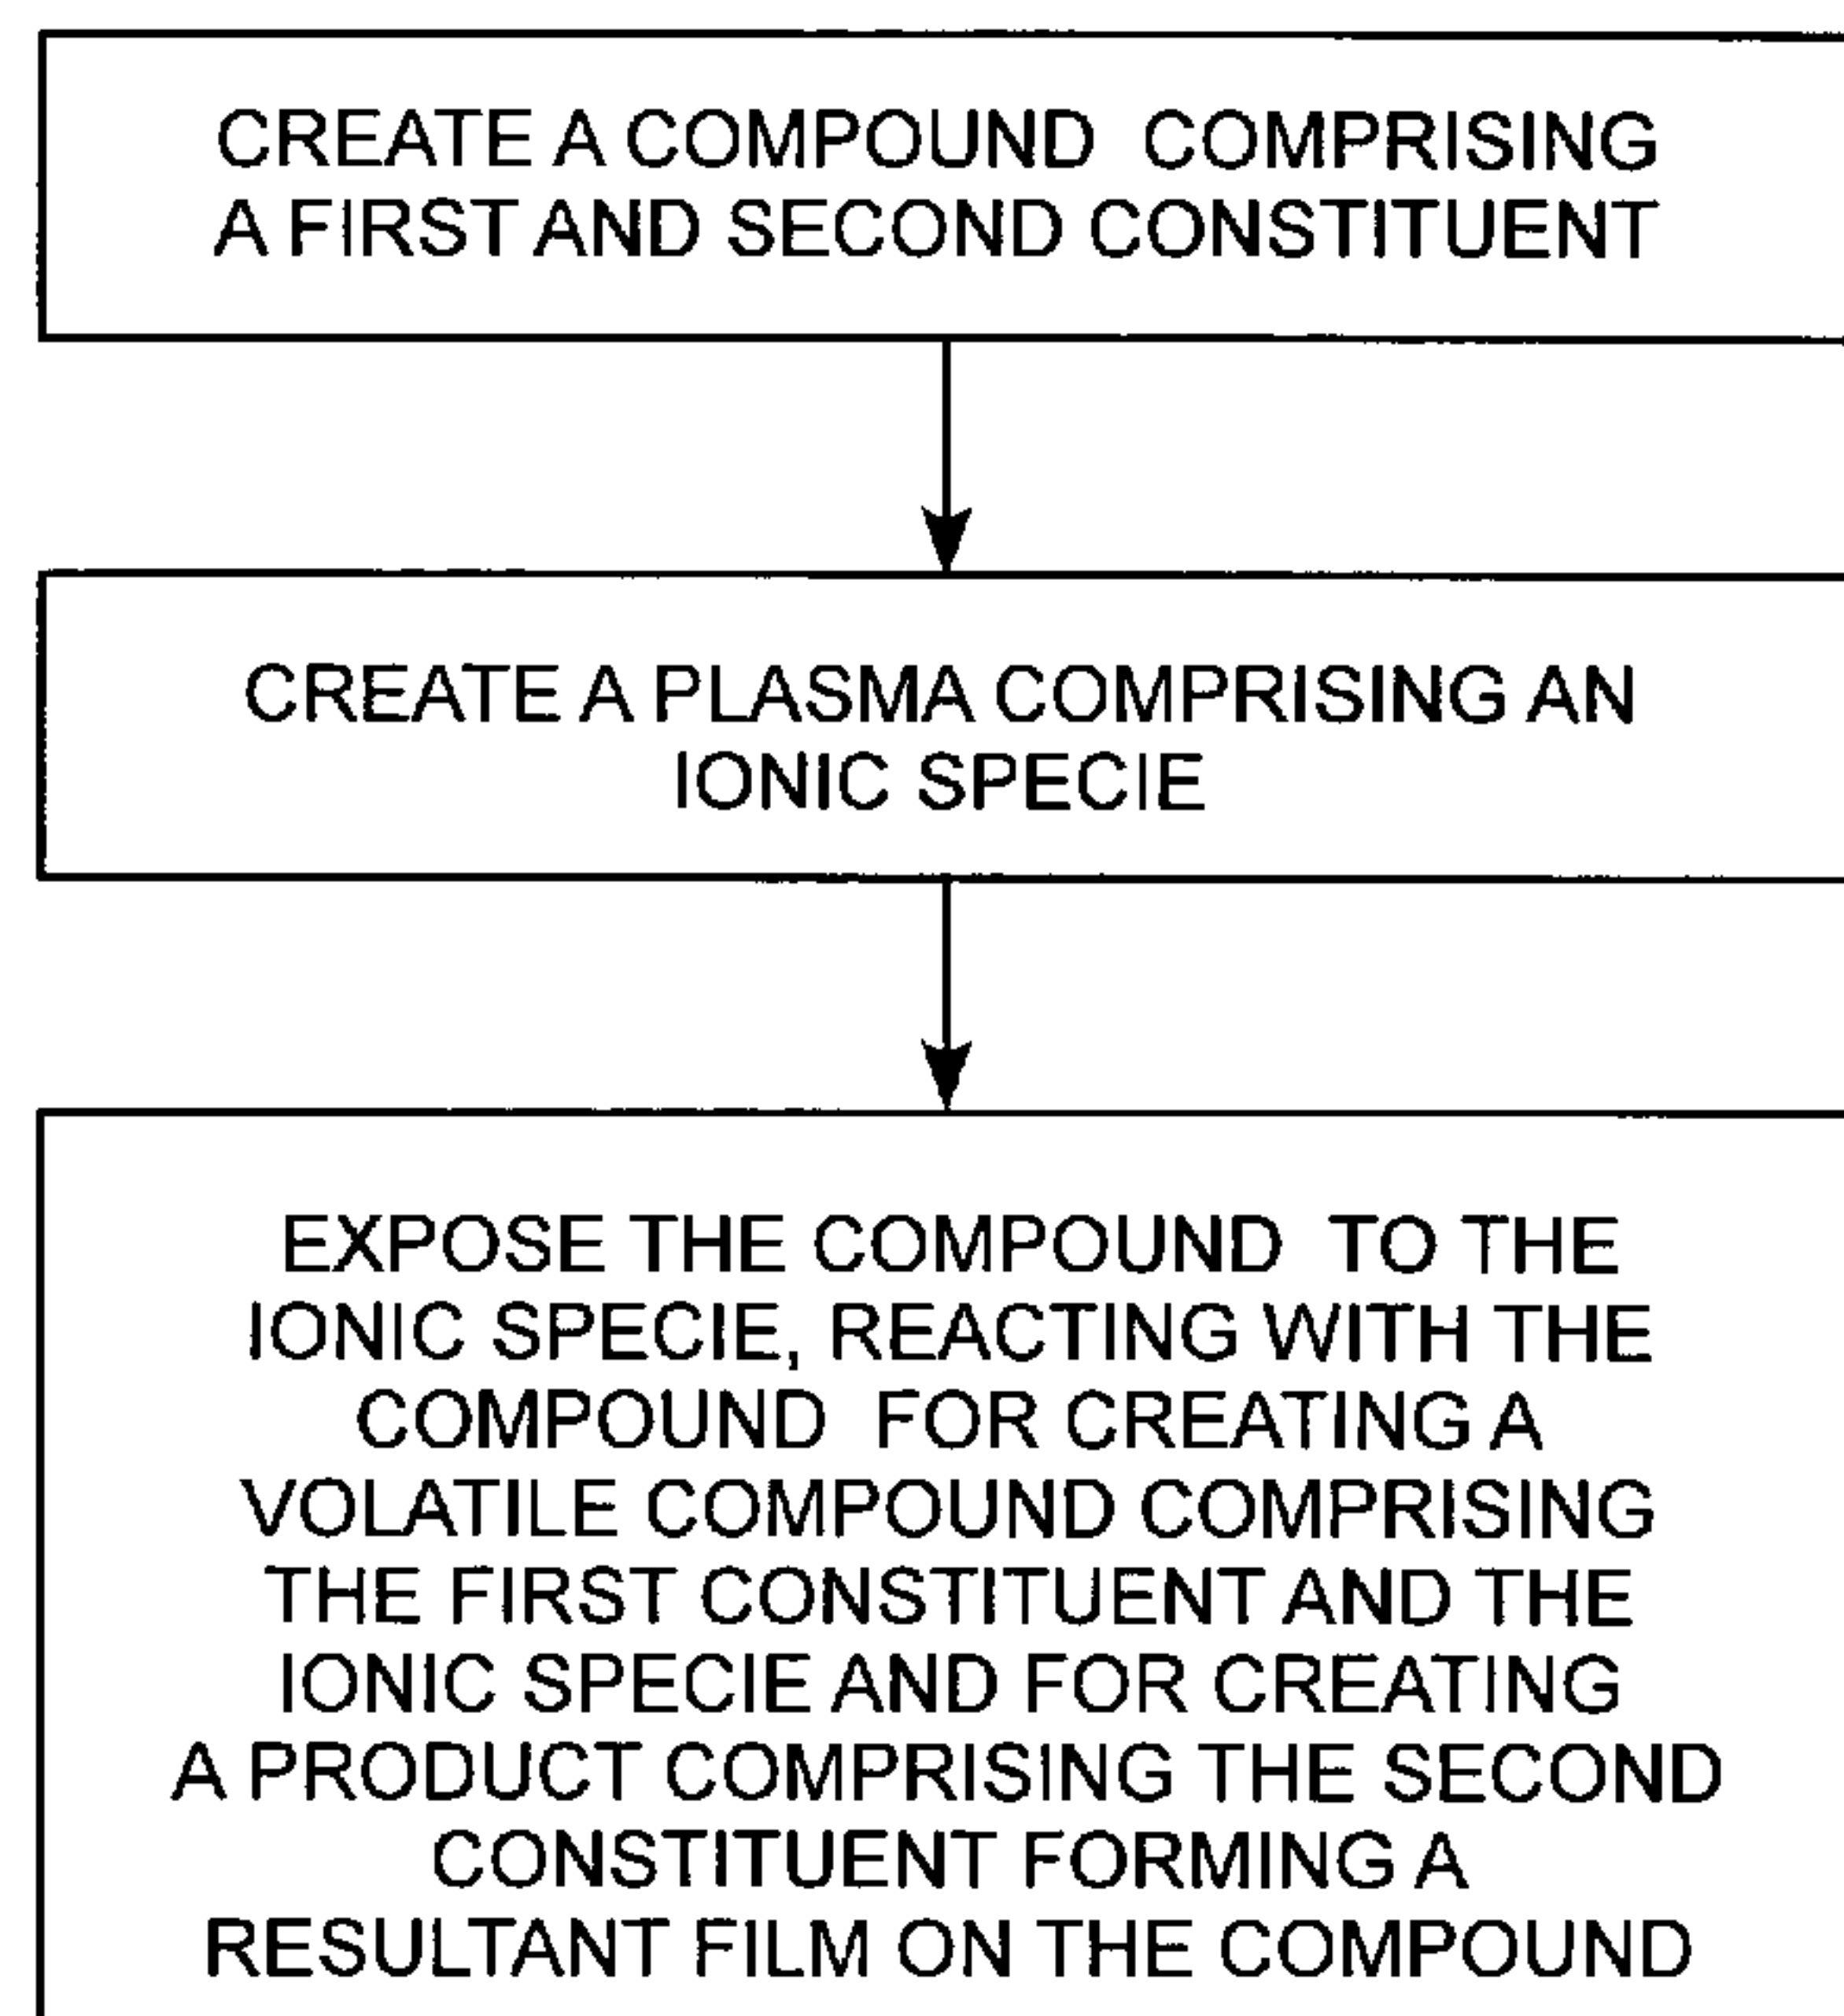 CREATE A COMPOUND COMPRISING
A FIRST AND SECOND CONSTITUENT
CREATE A PLASMA COMPRISING AN
IONIC SPECIE
EXPOSE THE COMPOUND TO THE
IONIC SPECIE, REACTING WITH THE
COMPOUND FOR CREATING A
VOLATILE COMPOUND COMPRISING
THE FIRST CONSTITUENT AND THE
IONIC SPECIE AND FOR CREATING
A PRODUCT COMPRISING THE SECOND
CONSTITUENT FORMING A
RESULTANT FILM ON THE COMPOUND